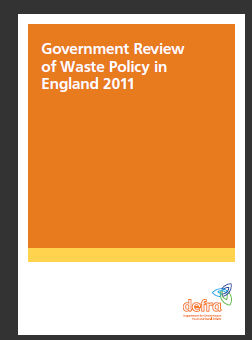 Government Review
of Waste Policy in
England 2011
defra